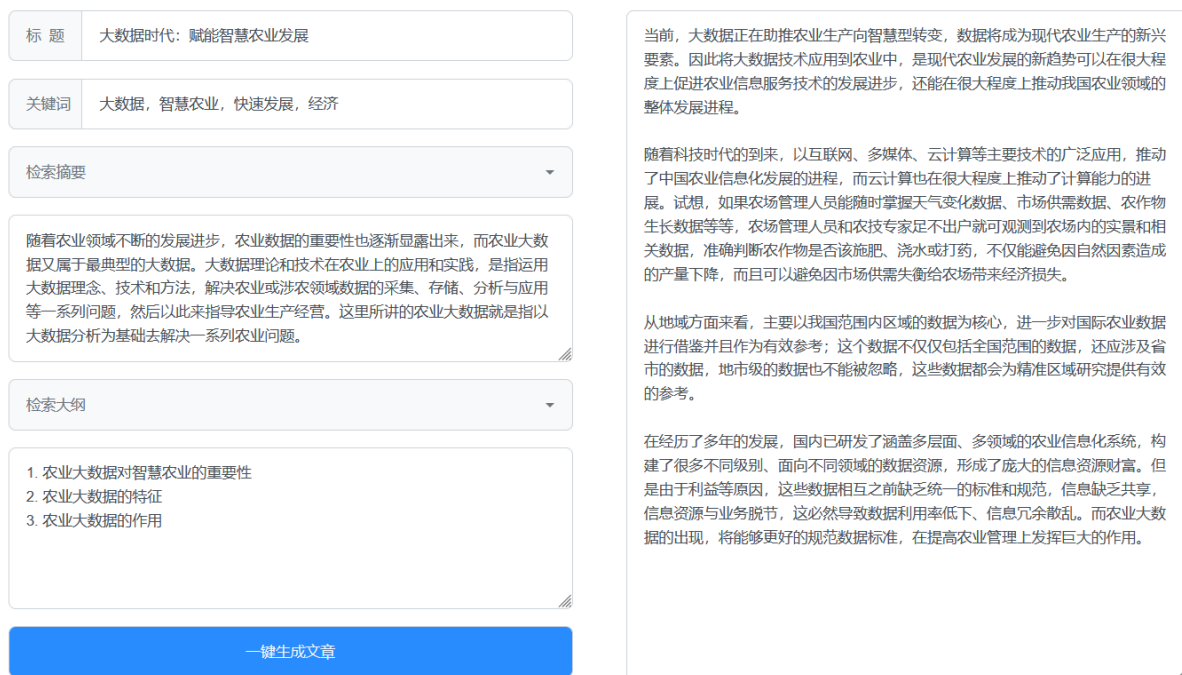 标 题
大数据时代：赋能智慧农业发展
关键词
大数据，智慧农业，快速发展，经济
检索摘要
随着农业领域不断的发展进步，农业数据的重要性也逐渐显露出来，而农业大数
据又属于最典型的大数据。大数据理论和技术在农业上的应用和实践，是指运用
大数据理念、技术和方法，解决农业或涉农领域数据的采集、存储、分析与应用
等一系列问题，然后以此来指导农业生产经营。这里所讲的农业大数据就是指以
大数据分析为基础去解决一系列农业问题。
检索大纲
1. 农业大数据对智慧农业的重要性
2. 农业大数据的特征
3. 农业大数据的作用
一键生成文章
当前，大数据正在助推农业生产向智慧型转变，数据将成为现代农业生产的新兴
要素。因此将大数据技术应用到农业中，是现代农业发展的新趋势可以在很大程
度上促进农业信息服务技术的发展进步，还能在很大程度上推动我国农业领域的
整体发展进程。
随着科技时代的到来，以互联网、多媒体、云计算等主要技术的广泛应用，推动
了中国农业信息化发展的进程，而云计算也在很大程度上推动了计算能力的进
展。试想，如果农场管理人员能随时掌握天气变化数据、市场供需数据、农作物
生长数据等等，农场管理人员和农技专家足不出户就可观测到农场内的实景和相
关数据，准确判断农作物是否该施肥、浇水或打药，不仅能避免因自然因素造成
的产量下降，而且可以避免因市场供需失衡给农场带来经济损失。
从地域方面来看，主要以我国范围内区域的数据为核心，进一步对国际农业数据
进行借鉴并且作为有效参考；这个数据不仅仅包括全国范围的数据，还应涉及省
市的数据，地市级的数据也不能被忽略，这些数据都会为精准区域研究提供有效
的参考。
在经历了多年的发展，国内已研发了涵盖多层面、多领域的农业信息化系统，构
建了很多不同级别、面向不同领域的数据资源，形成了庞大的信息资源财富。但
是由于利益等原因，这些数据相互之前缺乏统一的标准和规范，信息缺乏共享，
信息资源与业务脱节，这必然导致数据利用率低下、信息冗余散乱。而农业大数
据的出现，将能够更好的规范数据标准，在提高农业管理上发挥巨大的作用。